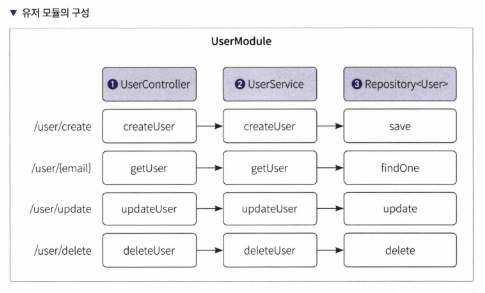 ▼ 유저 모듈의 구성
UserModule
❶ UserController ❷ UserService ❸ Repository<User>
/user/create createUser createUser save
/user/{email} getUser getUser findOne
/user/update updateUser updateUser update
/user/delete deleteUser deleteUser delete